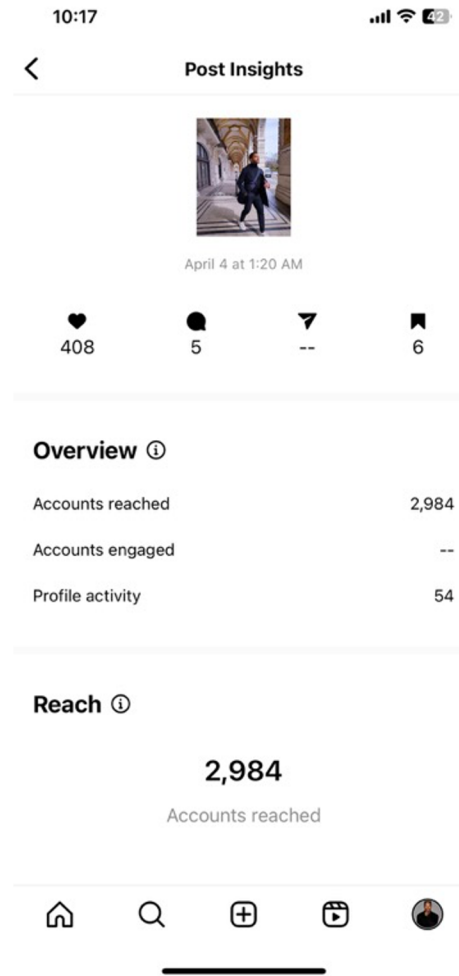 10:17
42
Post Insights
April 4 at 1:20 AM
408 5 -- 6
Overview
Accounts reached 2,984
Accounts engaged --
Profile activity 54
Reach
2,984
Accounts reached